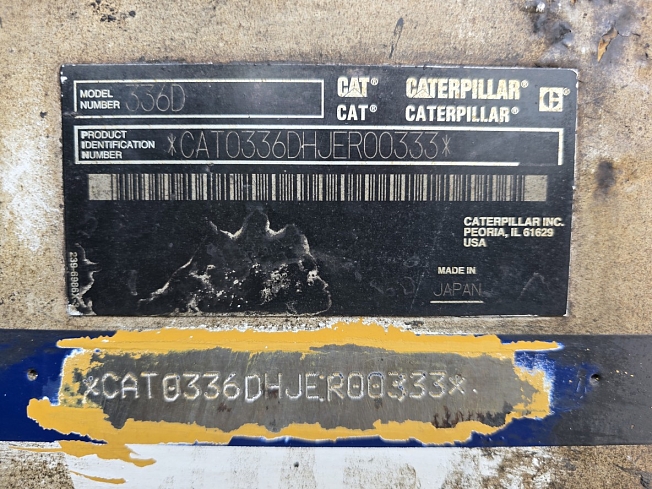 MODEL NUMBER 336D
CAT® CATERPILLAR® C
CAT® CATERPILLAR®
PRODUCT IDENTIFICATION NUMBER *CAT0336DHJER00333*
CATERPILLAR INC.
PEORIA, IL 61629
USA
MADE IN
JAPAN
*CAT0336DHJER00333*